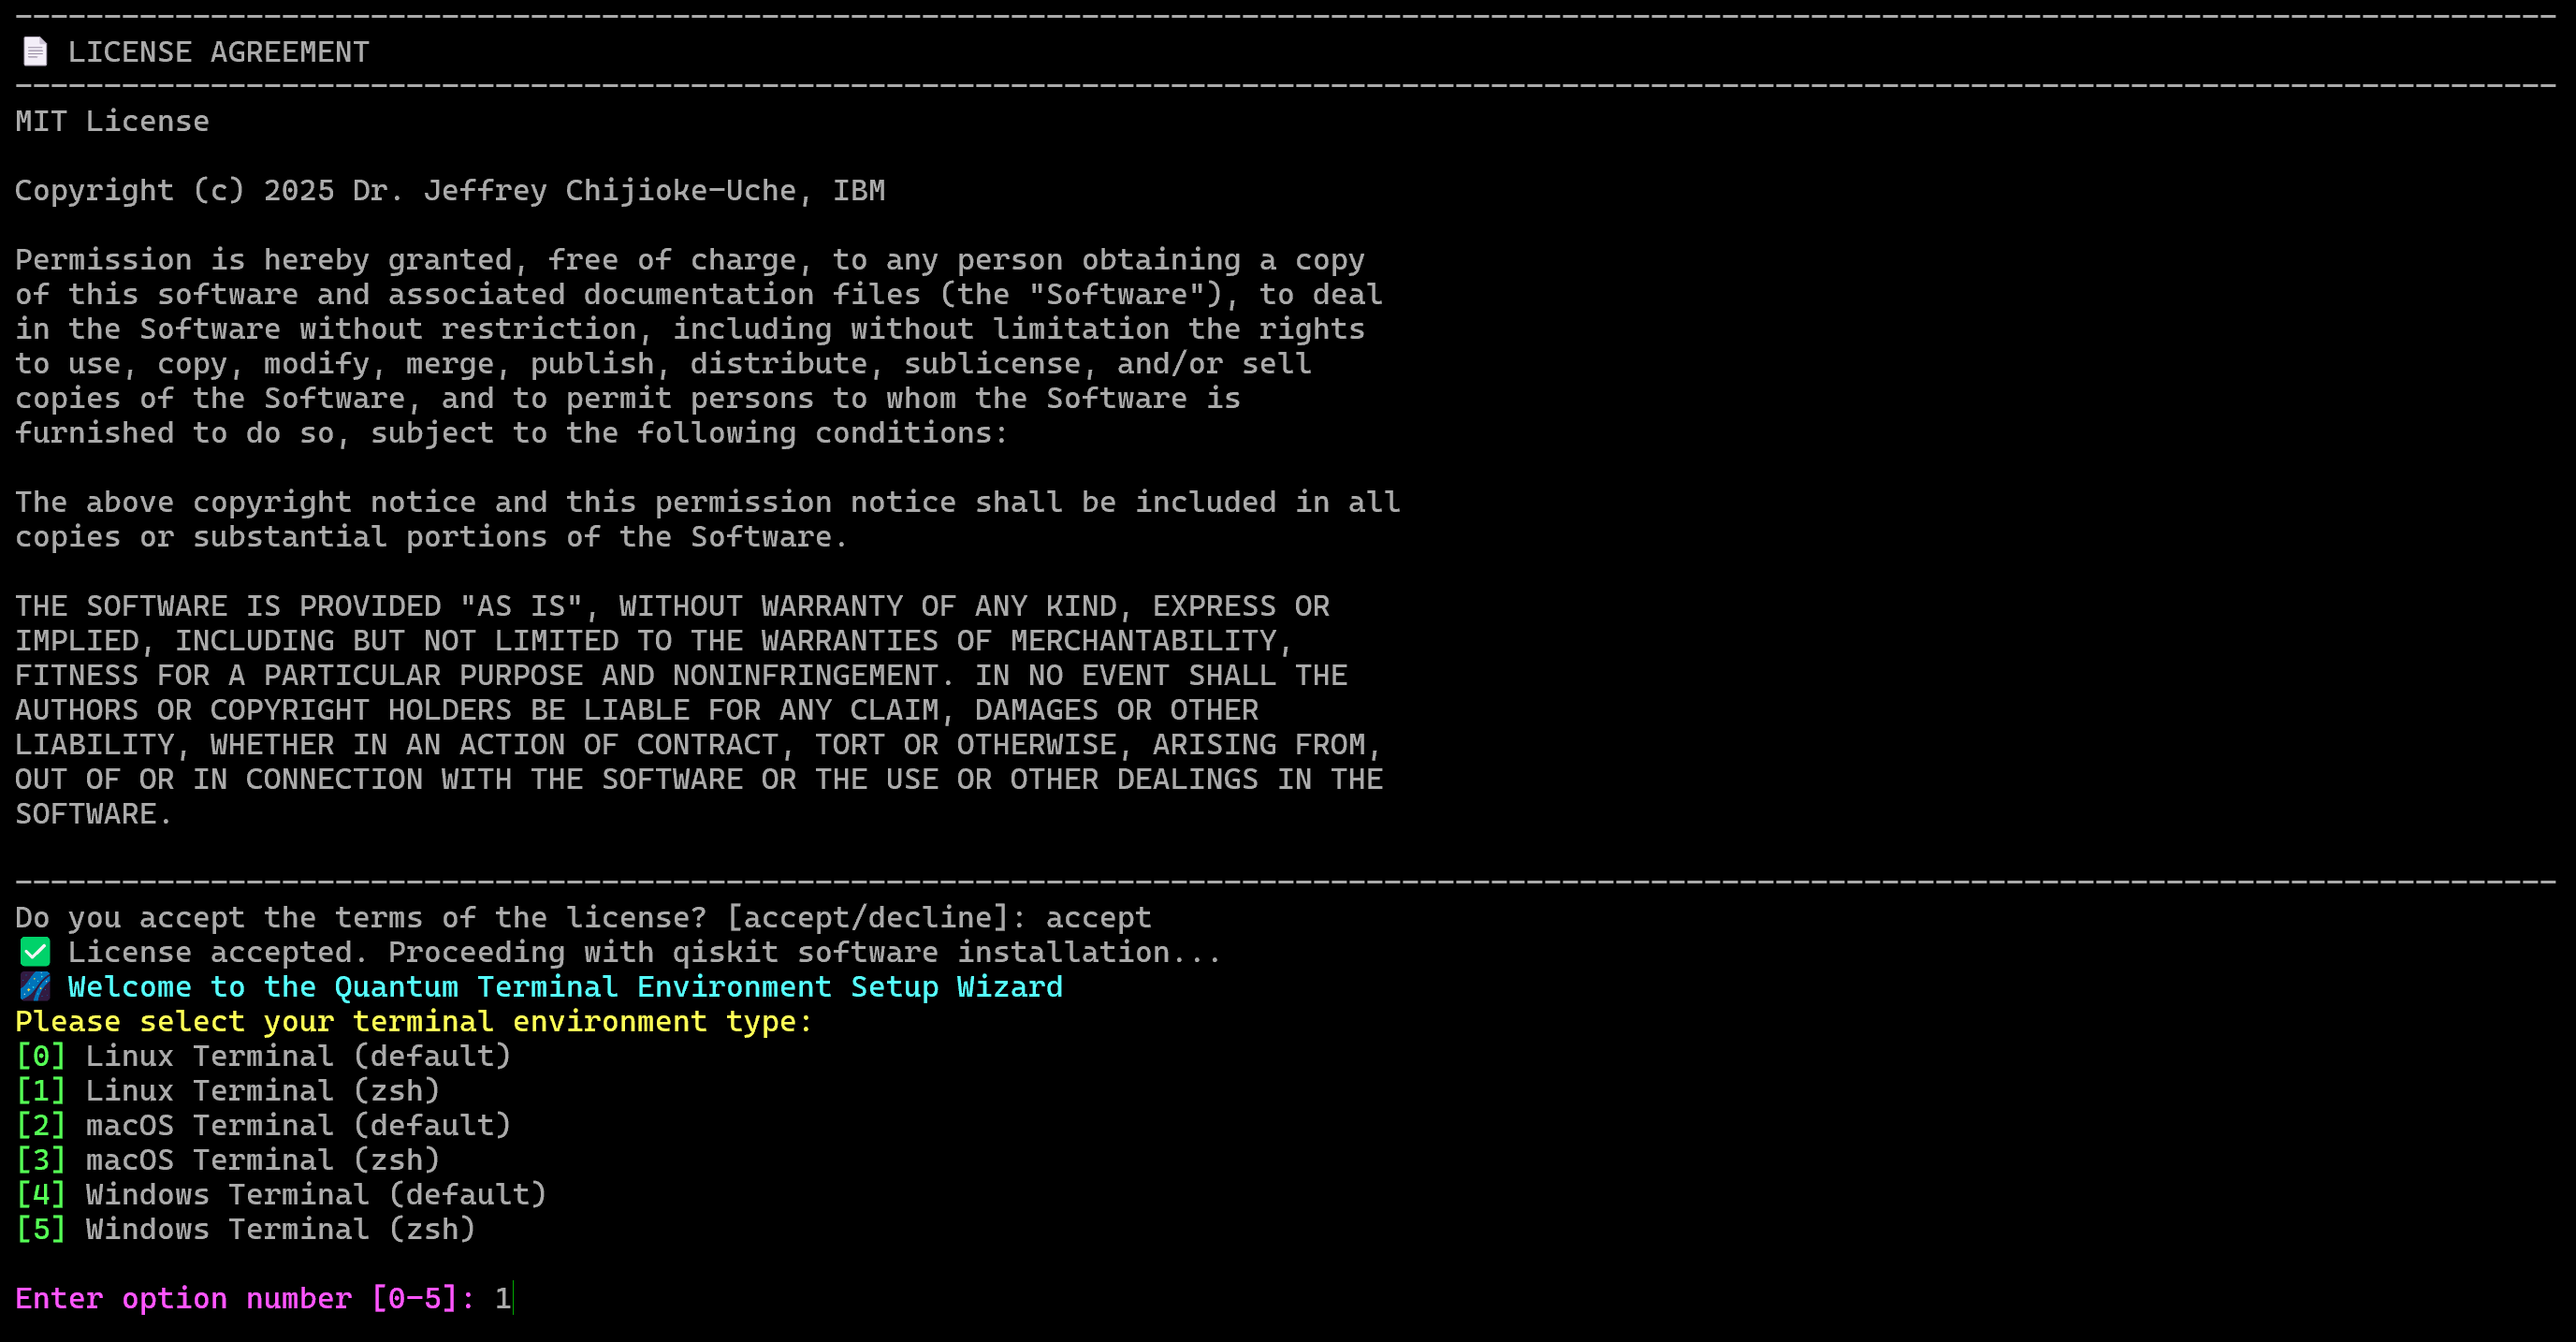 LICENSE AGREEMENT
MIT License
Copyright (c) 2025 Dr. Jeffrey Chijioke-Uche, IBM
Permission is hereby granted, free of charge, to any person obtaining a copy
of this software and associated documentation files (the "Software"), to deal
in the Software without restriction, including without limitation the rights
to use, copy, modify, merge, publish, distribute, sublicense, and/or sell
copies of the Software, and to permit persons to whom the Software is
furnished to do so, subject to the following conditions:
The above copyright notice and this permission notice shall be included in all
copies or substantial portions of the Software.
THE SOFTWARE IS PROVIDED "AS IS", WITHOUT WARRANTY OF ANY KIND, EXPRESS OR
IMPLIED, INCLUDING BUT NOT LIMITED TO THE WARRANTIES OF MERCHANTABILITY,
FITNESS FOR A PARTICULAR PURPOSE AND NONINFRINGEMENT. IN NO EVENT SHALL THE
AUTHORS OR COPYRIGHT HOLDERS BE LIABLE FOR ANY CLAIM, DAMAGES OR OTHER
LIABILITY, WHETHER IN AN ACTION OF CONTRACT, TORT OR OTHERWISE, ARISING FROM,
OUT OF OR IN CONNECTION WITH THE SOFTWARE OR THE USE OR OTHER DEALINGS IN THE
SOFTWARE.
Do you accept the terms of the license? [accept/decline]: accept
✅ License accepted. Proceeding with qiskit software installation...
🌌 Welcome to the Quantum Terminal Environment Setup Wizard
Please select your terminal environment type:
[0] Linux Terminal (default)
[1] Linux Terminal (zsh)
[2] macOS Terminal (default)
[3] macOS Terminal (zsh)
[4] Windows Terminal (default)
[5] Windows Terminal (zsh)
Enter option number [0-5]: 1